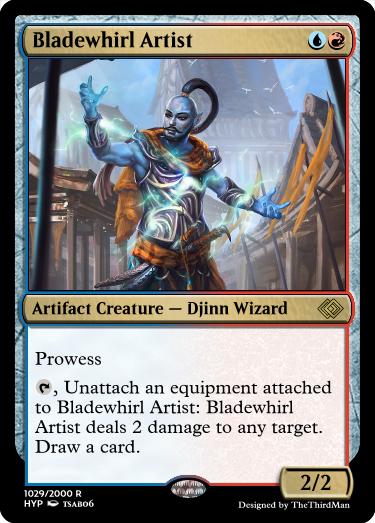 Bladewhirl Artist
Artifact Creature — Djinn Wizard
Prowess
, Unattach an equipment attached
to Bladewhirl Artist: Bladewhirl
Artist deals 2 damage to any target.
Draw a card.
2/2
1029/2000 R
HYP TSABO6
Designed by TheThirdMan